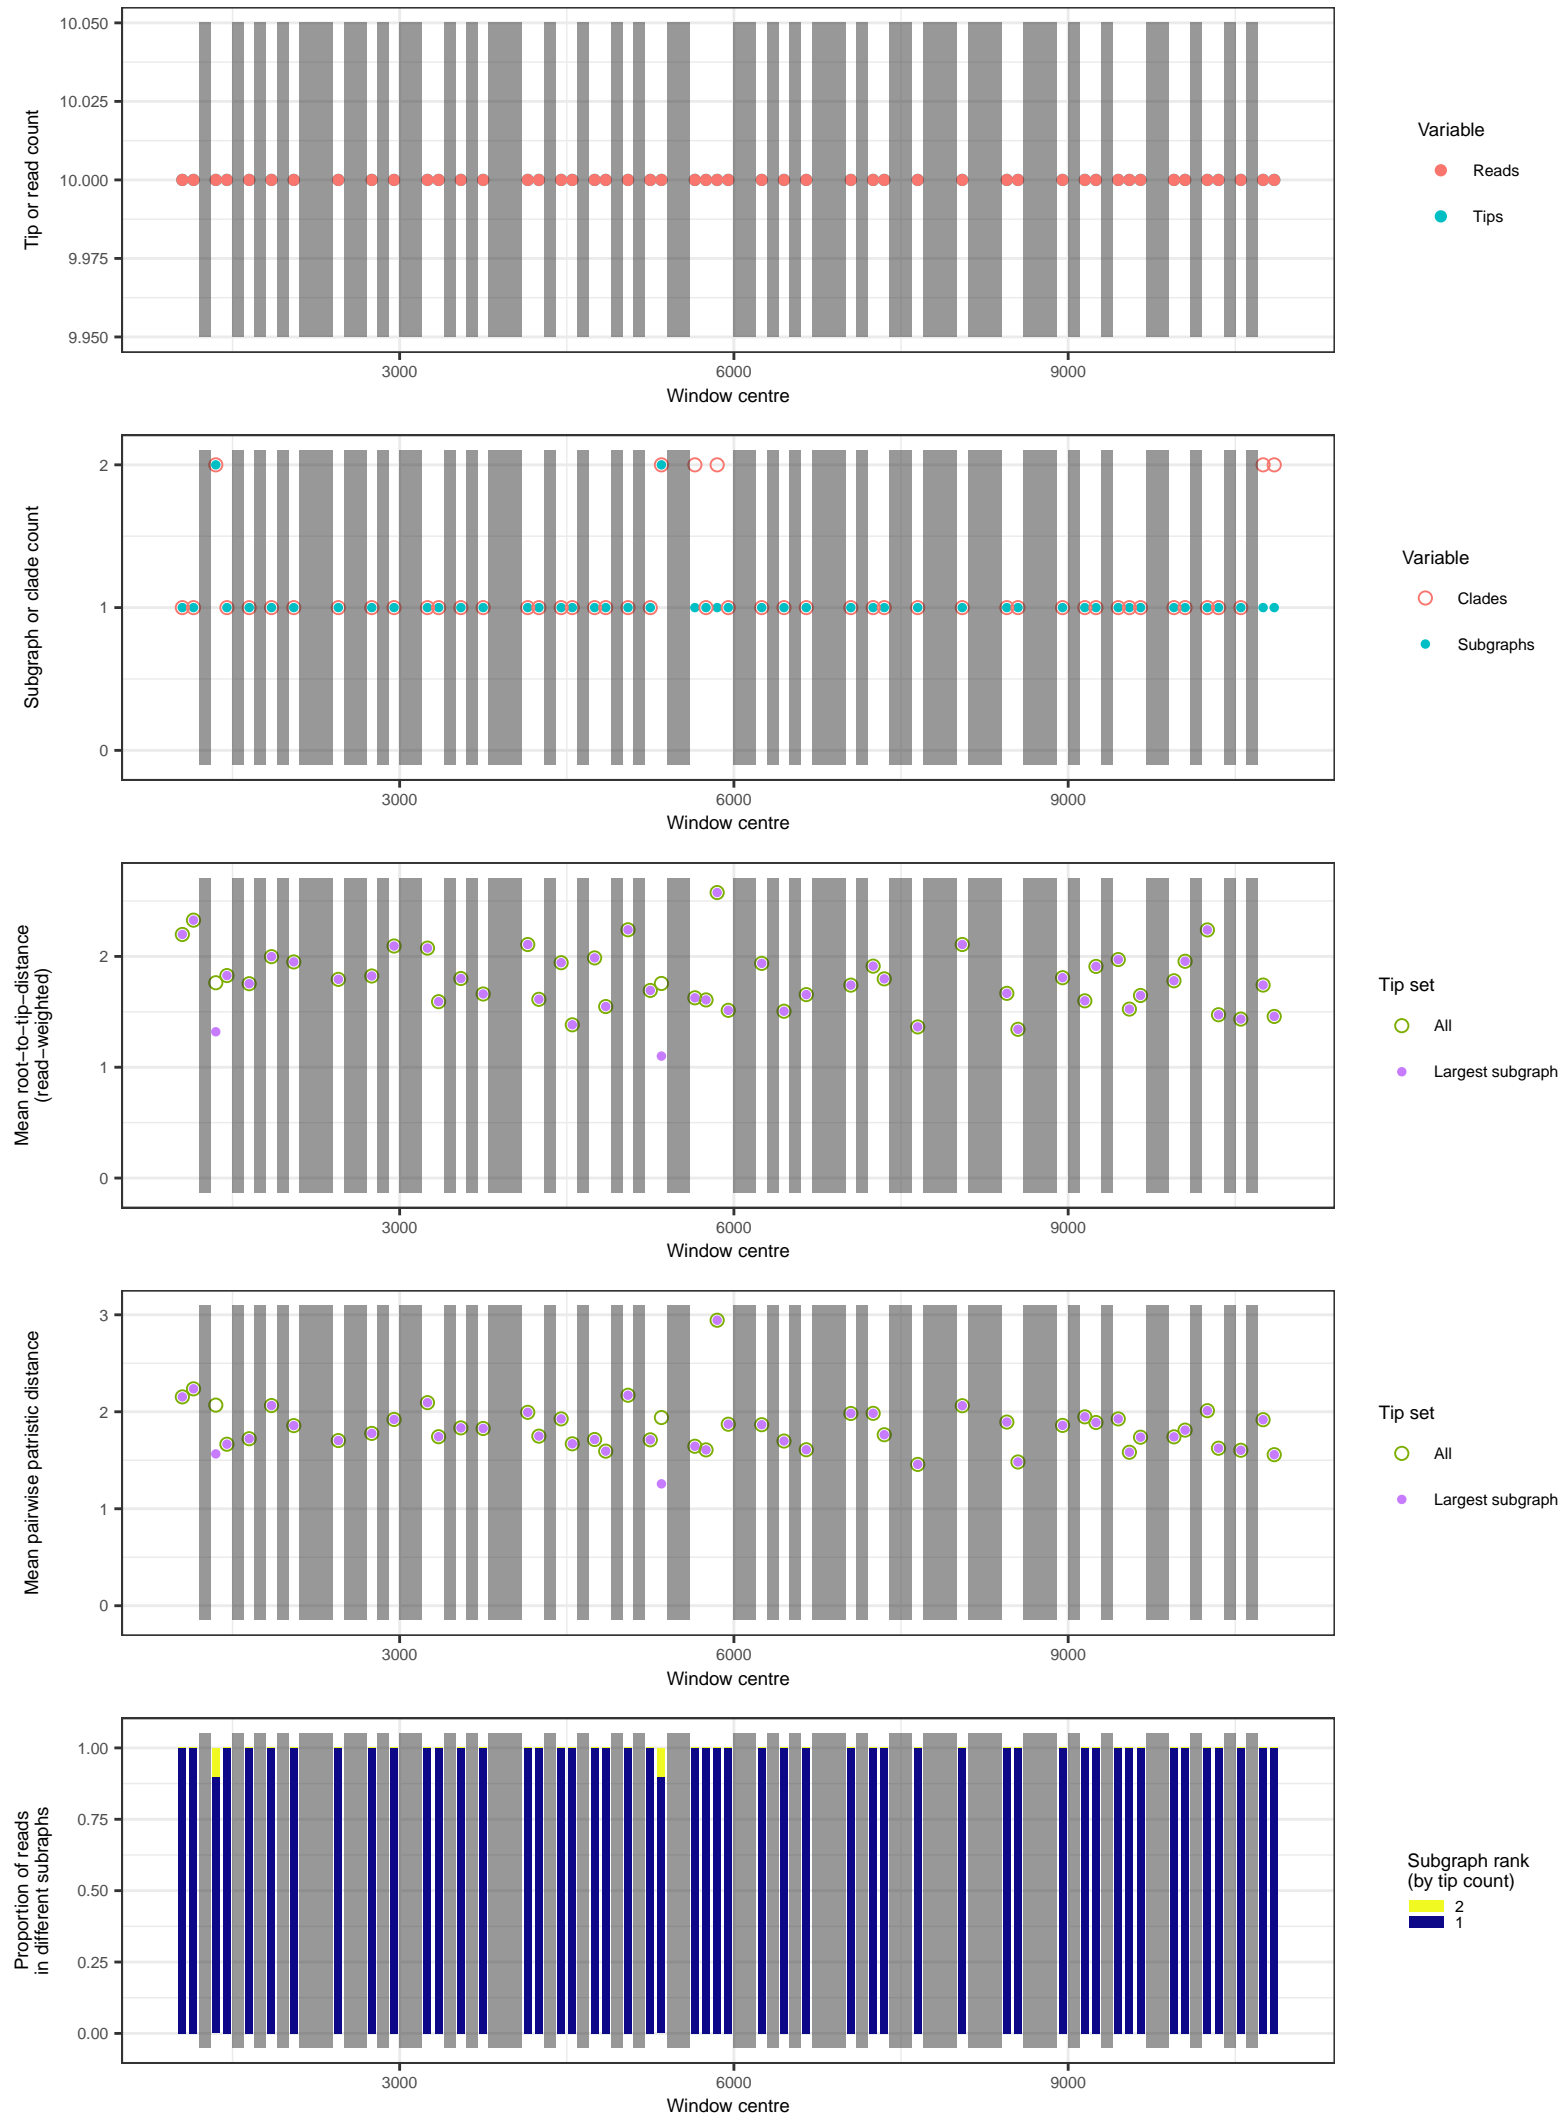 10.050
10.025
10.000
9.975
9.950
Tip or read count
3000
6000
9000
Window centre
Variable
Reads
Tips
2
1
0
Subgraph or clade count
3000
6000
9000
Window centre
Variable
Clades
Subgraphs
2
1
0
Mean root−to−tip−distance
(read−weighted)
3000
6000
9000
Window centre
Tip set
All
Largest subgraph
3
2
1
0
Mean pairwise patristic distance
3000
6000
9000
Window centre
Tip set
All
Largest subgraph
1.00
0.75
0.50
0.25
0.00
Proportion of reads
in different subraphs
3000
6000
9000
Window centre
Subgraph rank
(by tip count)
2
1